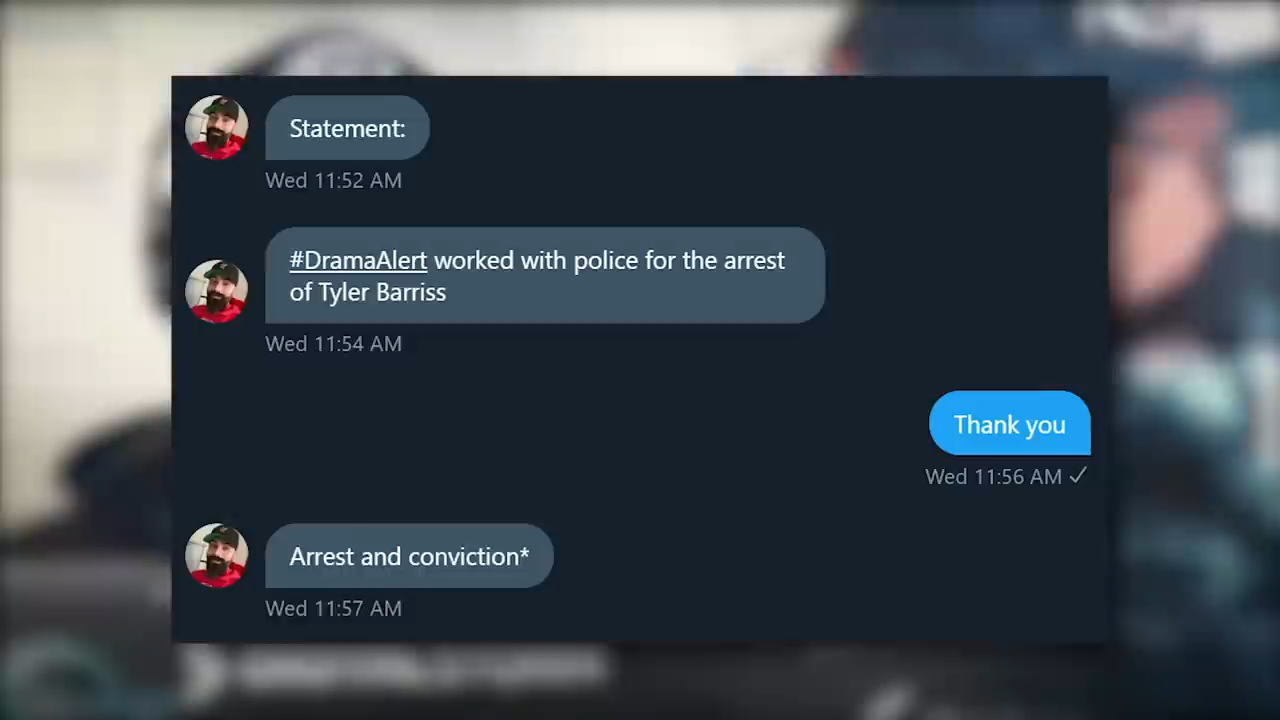 Statement:
Wed 11:52 AM
#DramaAlert worked with police for the arrest
of Tyler Barriss
Wed 11:54 AM
Thank you
Wed 11:56 AM ✓
Arrest and conviction*
Wed 11:57 AM